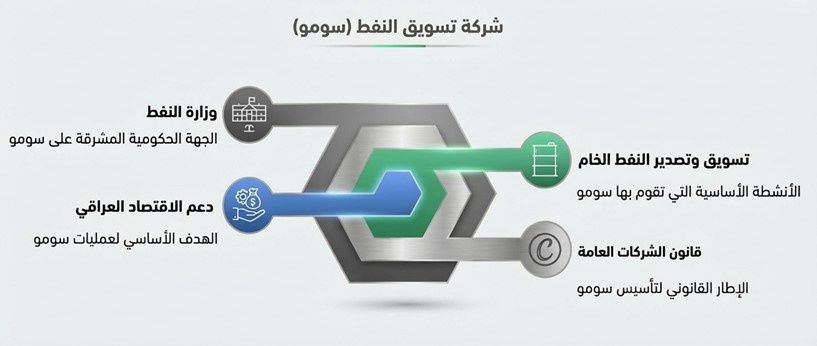 شركة تسويق النفط (سومو)
وزارة النفط
الجهة الحكومية المشرقة على سومو
تسويق وتصدير النفط الخام
الأنشطة الأساسية التي تقوم بها سومو
دعم الاقتصاد العراقي
الهدف الأساسي لعمليات سومو
قانون الشركات العامة
الإطار القانوني لتأسيس سومو